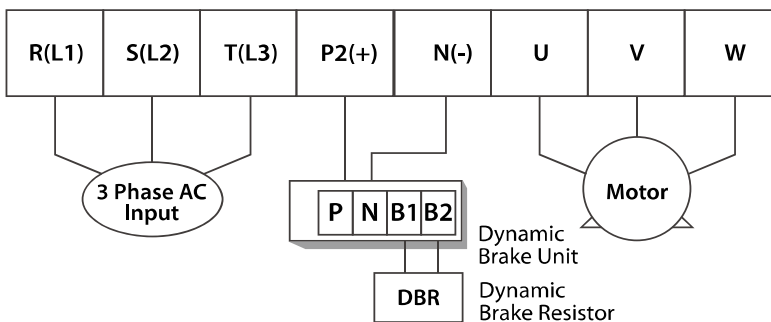 R(L1) S(L2) T(L3) P2(+) N(-) U V W
3 Phase AC
Input
Motor
P N B1 B2
Dynamic
Brake Unit
DBR
Dynamic
Brake Resistor